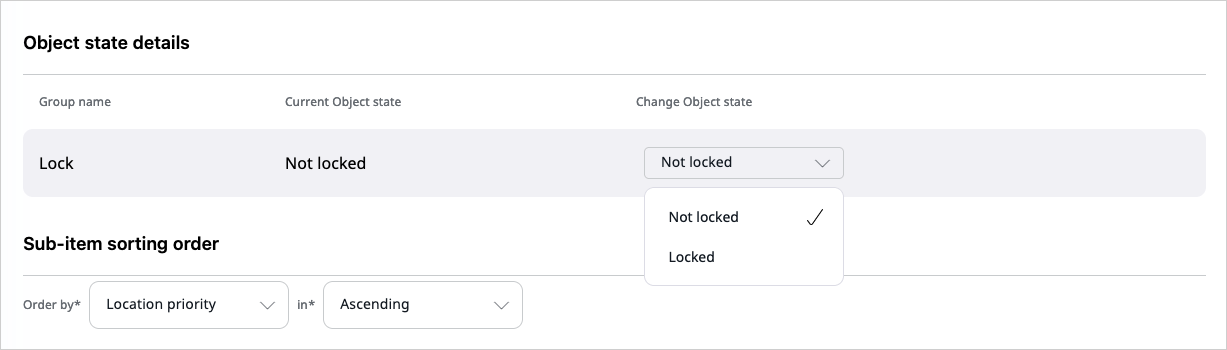 Object state details
Group name Current Object state Change Object state
Lock Not locked Not locked
Not locked
Locked
Sub-item sorting order
Order by* Location priority in* Ascending